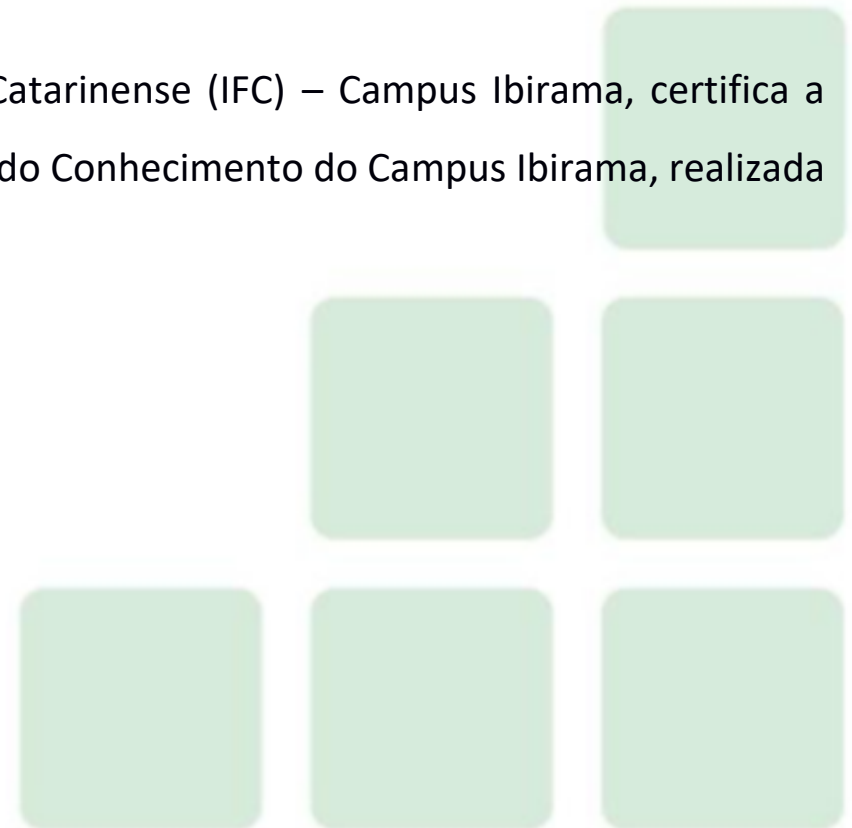 Catarinense (IFC) – Campus Ibirama, certifica a
do Conhecimento do Campus Ibirama, realizada